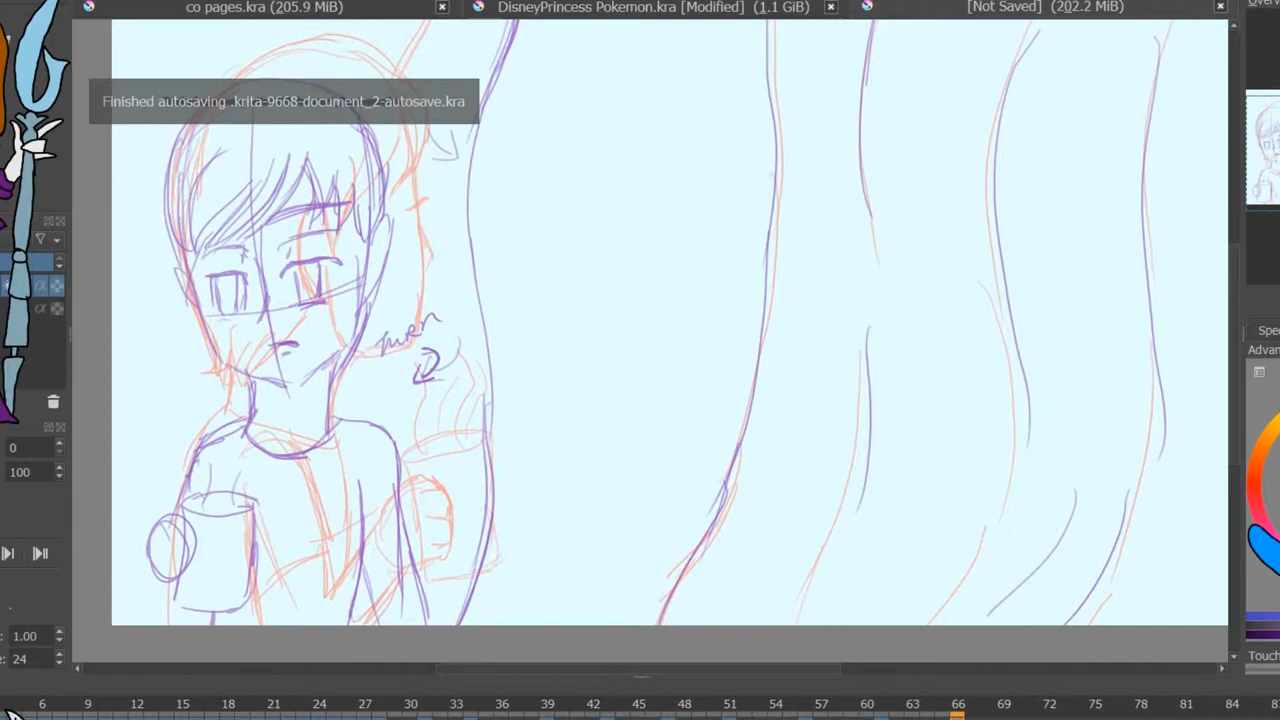 co pages.kra (205.9 MiB)
DisneyPrincess Pokemon.kra [Modified] (1.1 GiB)
[Not Saved] (202.2 MiB)
Finished autosaving .krita-9668-document_2-autosave.kra
turn
0
100
Spec
Advan
1.00
24
Touch
6 9 12 15 18 21 24 27 30 33 36 39 42 45 48 51 54 57 60 63 66 69 72 75 78 81 84